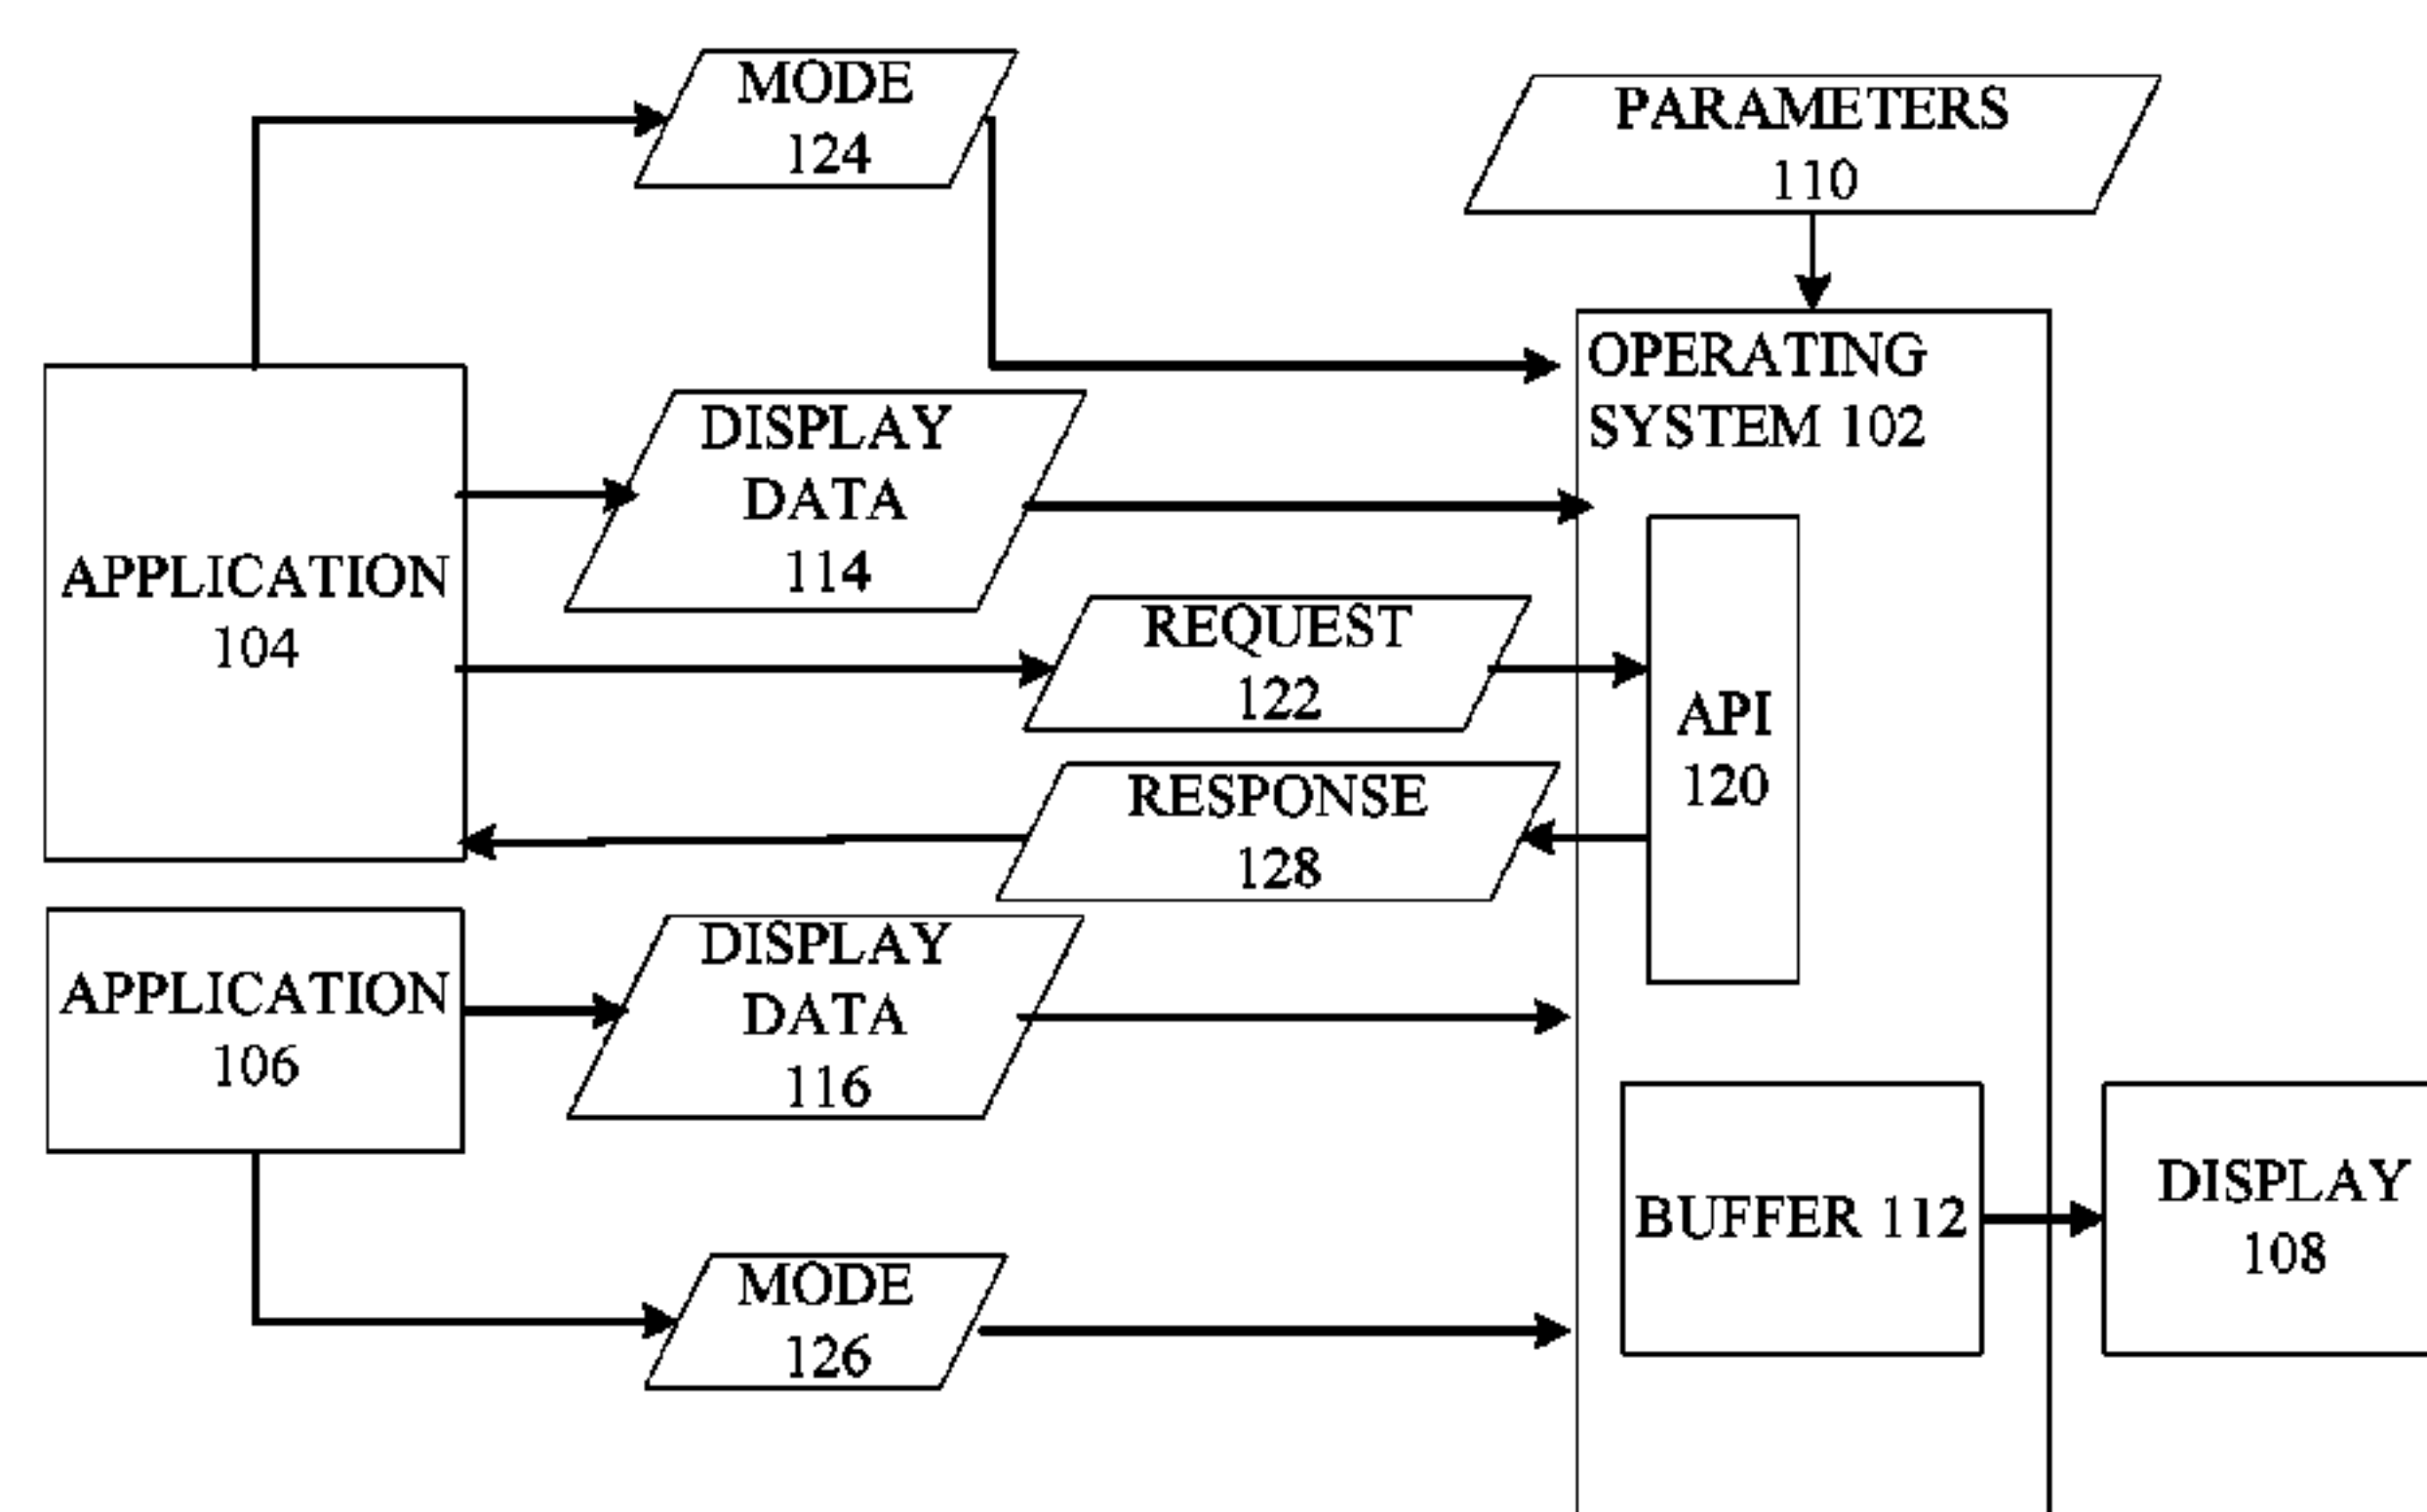 MODE
124
PARAMETERS
110
OPERATING
SYSTEM 102
DISPLAY
DATA
114
APPLICATION
104
REQUEST
122
API
120
RESPONSE
128
DISPLAY
DATA
116
APPLICATION
106
BUFFER 112
DISPLAY
108
MODE
126